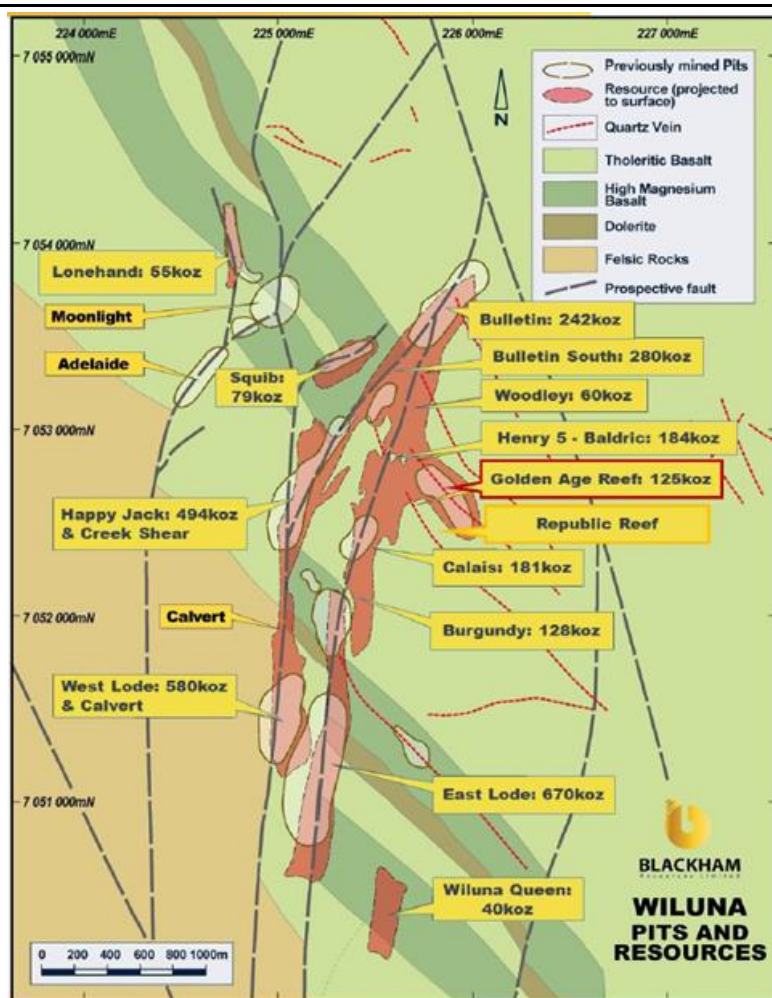 224 000mE
225 000mE
226 000mE
227 000mE
7 055 000mN
Previously mined Pits
Resource (projected
to surface)
Quartz Vein
Tholeritic Basalt
High Magnesium
Basalt
Dolerite
Felsic Rocks
Prospective fault
N
7 054 000mN
Lonehand: 55koz
Moonlight
Adelaide
Squib:
79koz
Bulletin: 242koz
Bulletin South: 280koz
Woodley: 60koz
7 053 000mN
Henry 5 - Baldric: 184koz
Golden Age Reef: 125koz
Republic Reef
Happy Jack: 494koz
& Creek Shear
Calais: 181koz
7 052 000mN
Calvert
Burgundy: 128koz
West Lode: 580koz
& Calvert
7 051 000mN
East Lode: 670koz
Wiluna Queen:
40koz
BLACKHAM
Resources Limited
WILUNA
PITS AND
RESOURCES
0 200 400 600 800 1000m